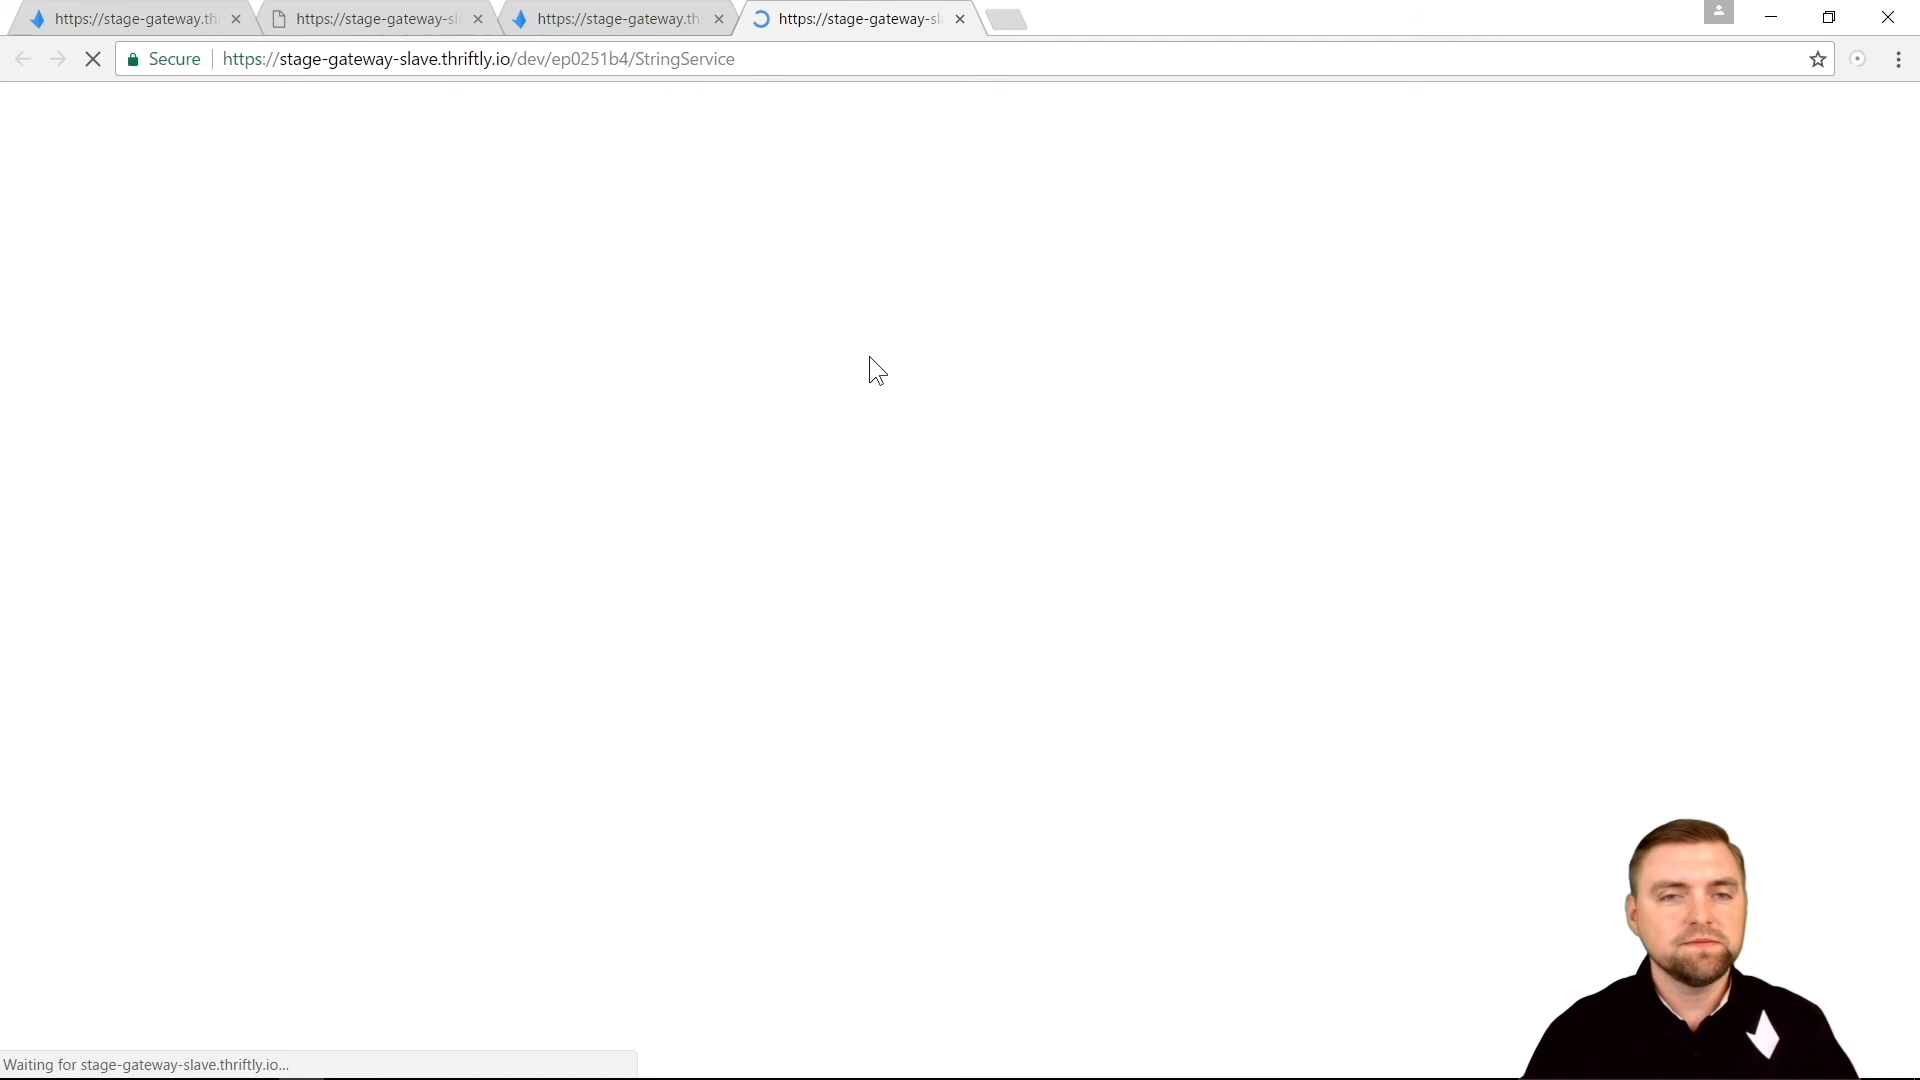 https://stage-gateway.th
https://stage-gateway-sl
https://stage-gateway.th
https://stage-gateway-sl
Secure
https://stage-gateway-slave.thriftly.io/dev/ep0251b4/StringService
Waiting for stage-gateway-slave.thriftly.io...